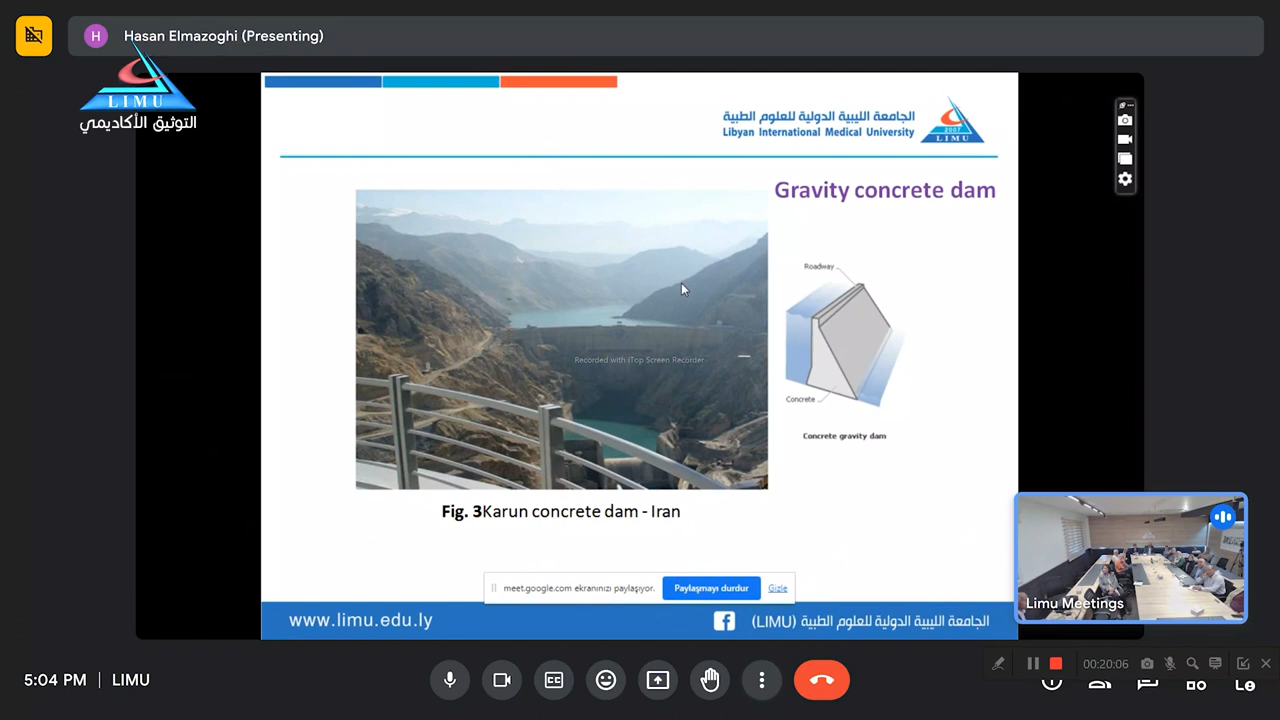 H
Hasan Elmazoghi (Presenting)
LIMU
التوثيق الأكاديمي
الجامعة الليبية الدولية للعلوم الطبية
Libyan International Medical University
2007
LIMU
Gravity concrete dam
Roadway
Concrete
Concrete gravity dam
Recorded with iTop Screen Recorder
Fig. 3Karun concrete dam - Iran
meet.google.com ekranınızı paylaşıyor.
Paylaşmayı durdur
Gizle
www.limu.edu.ly
الجامعة الليبية الدولية للعلوم الطبية (LIMU)
Limu Meetings
00:20:06
5:04 PM | LIMU